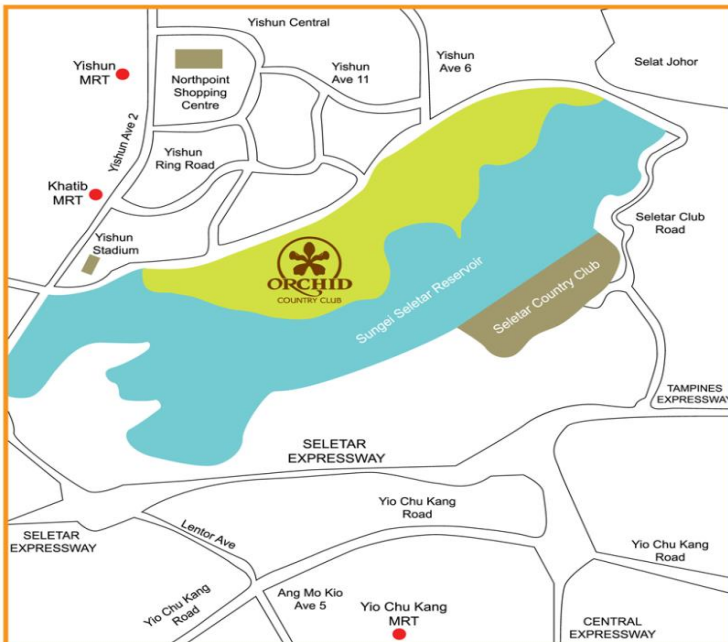 Yishun Central
Yishun
MRT
Northpoint
Shopping
Centre
Yishun
Ave 11
Yishun
Ave 6
Selat Johor
Yishun Ave 2
Yishun
Ring Road
Khatib
MRT
Yishun
Stadium
Seletar Club
Road
ORCHID
COUNTRY CLUB
Sungei Seletar Reservoir
Seletar Country Club
TAMPINES
EXPRESSWAY
SELETAR
EXPRESSWAY
Yio Chu Kang
Road
SELETAR
EXPRESSWAY
Lentor Ave
Yio Chu Kang
Road
Yio Chu Kang
Road
Ang Mo Kio
Ave 5
Yio Chu Kang
MRT
CENTRAL
EXPRESSWAY